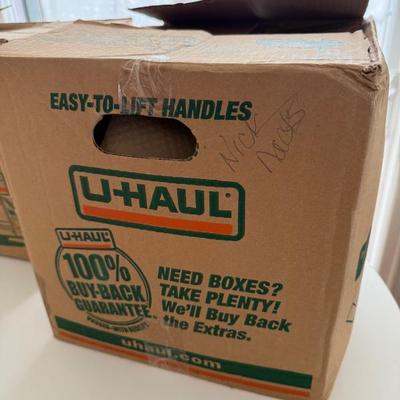 EASY-TO-LIFT HANDLES
Nick
U-HAUL
U-HAUL
100%
BUY-BACK
GUARANTEE
NEED BOXES?
TAKE PLENTY!
We'll Buy Back
the Extras.
uhaul.com